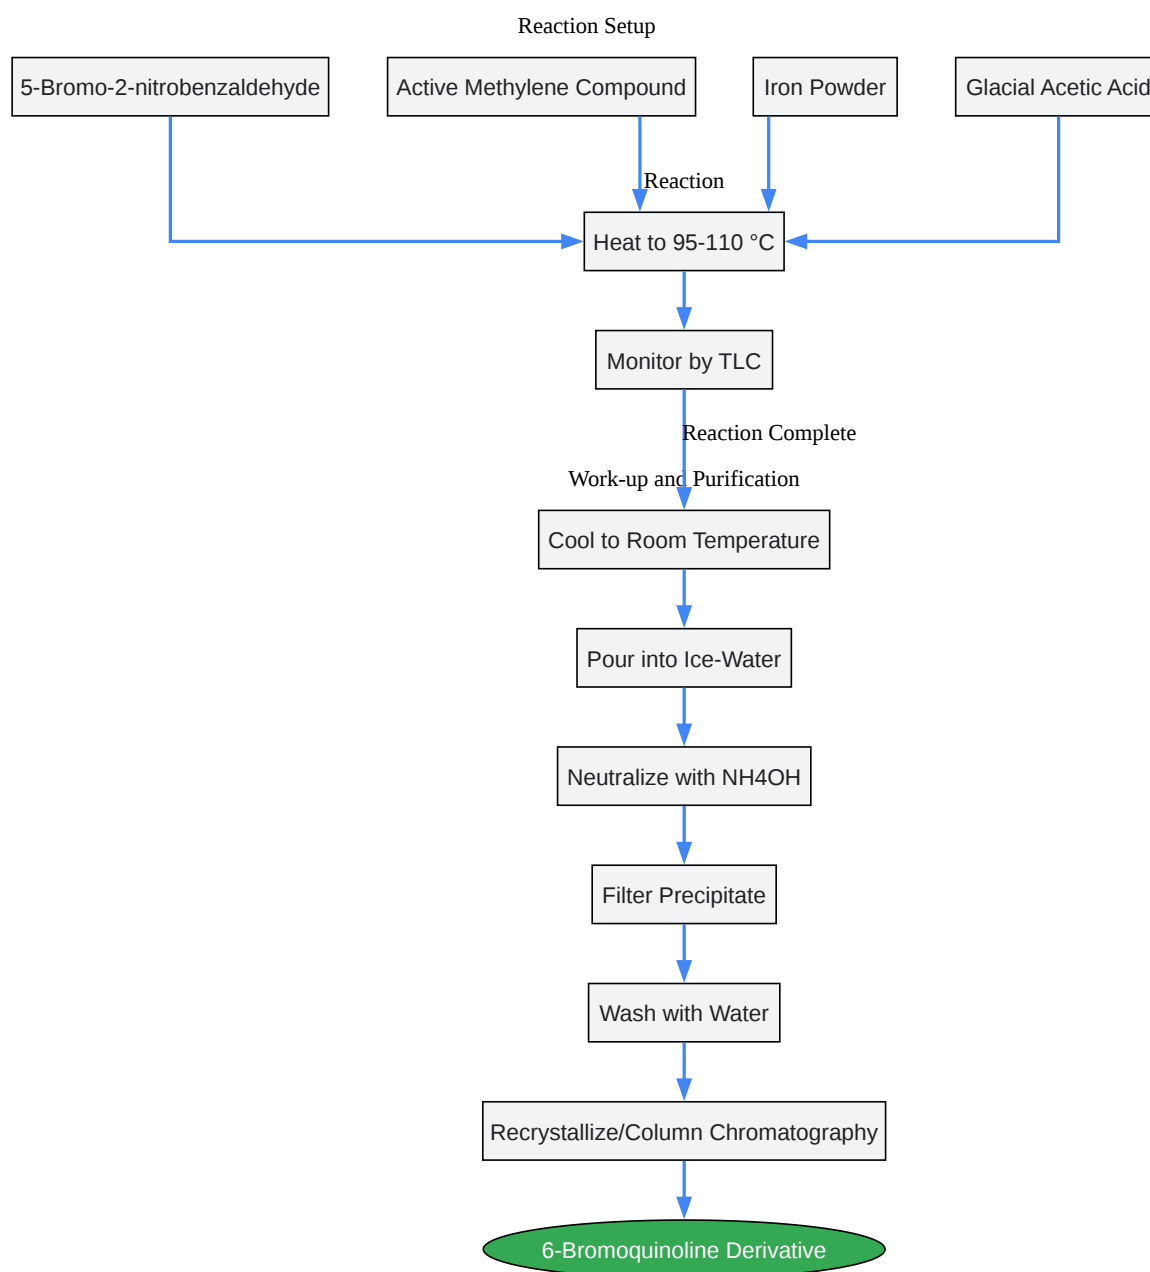 Reaction Setup
5-Bromo-2-nitrobenzaldehyde
Active Methylene Compound
Iron Powder
Glacial Acetic Acid
Reaction
Heat to 95-110 °C
Monitor by TLC
Reaction Complete
Work-up and Purification
Cool to Room Temperature
Pour into Ice-Water
Neutralize with NH4OH
Filter Precipitate
Wash with Water
Recrystallize/Column Chromatography
6-Bromoquinoline Derivative